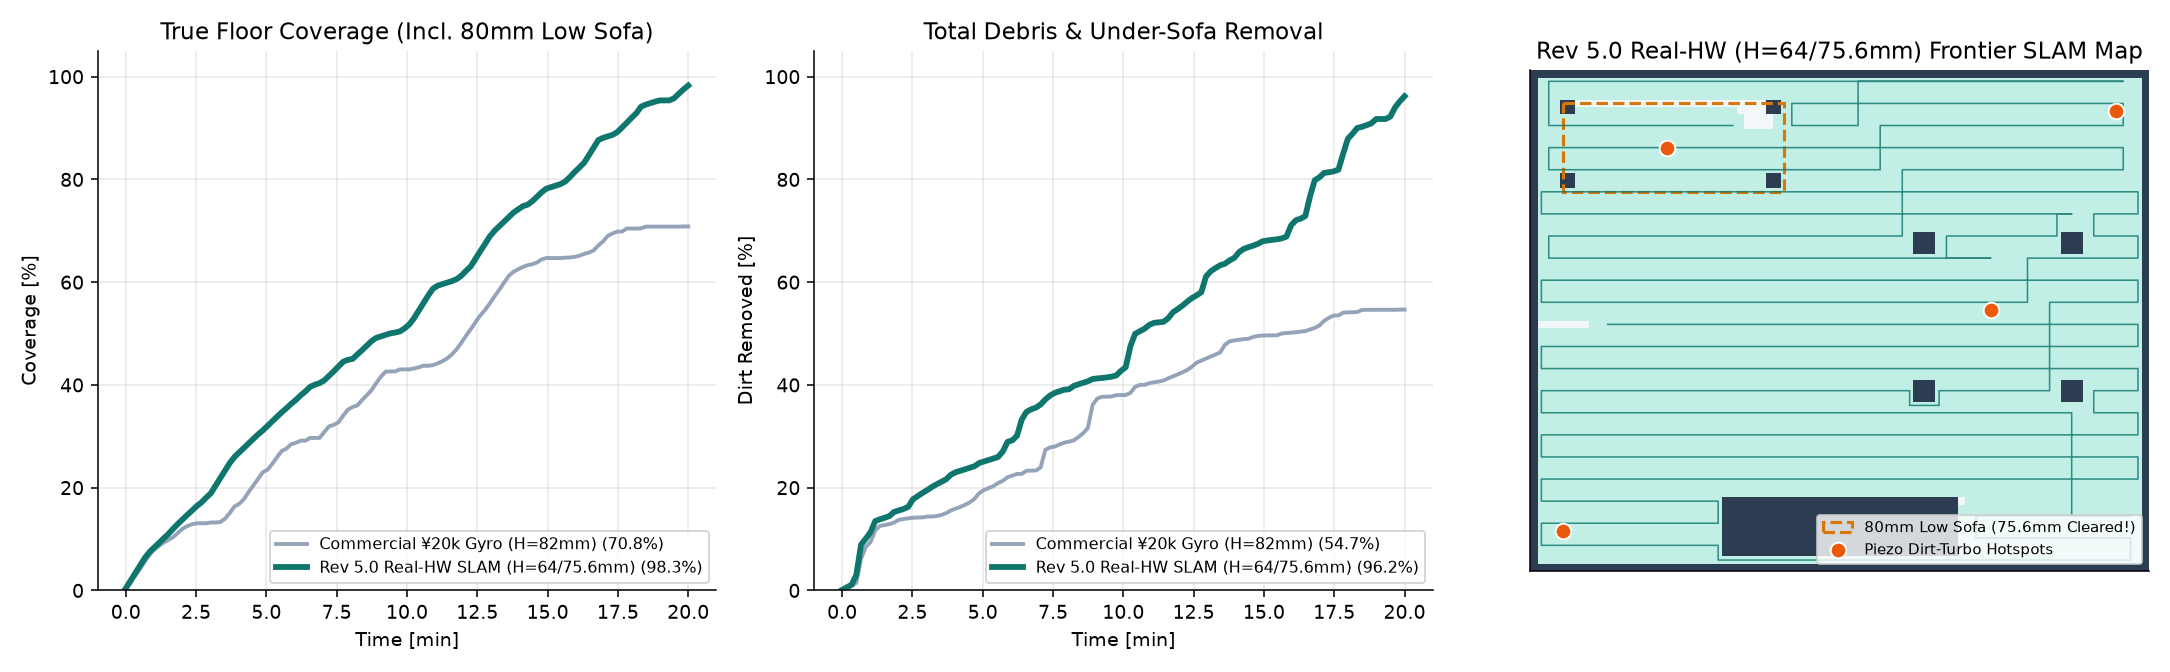 True Floor Coverage (Incl. 80mm Low Sofa)
Coverage [%]
100
80
60
40
20
0
0.0 2.5 5.0 7.5 10.0 12.5 15.0 17.5 20.0
Time [min]
Commercial ¥20k Gyro (H=82mm) (70.8%)
Rev 5.0 Real-HW SLAM (H=64/75.6mm) (98.3%)
Total Debris & Under-Sofa Removal
Dirt Removed [%]
100
80
60
40
20
0
0.0 2.5 5.0 7.5 10.0 12.5 15.0 17.5 20.0
Time [min]
Commercial ¥20k Gyro (H=82mm) (54.7%)
Rev 5.0 Real-HW SLAM (H=64/75.6mm) (96.2%)
Rev 5.0 Real-HW (H=64/75.6mm) Frontier SLAM Map
80mm Low Sofa (75.6mm Cleared!)
Piezo Dirt-Turbo Hotspots